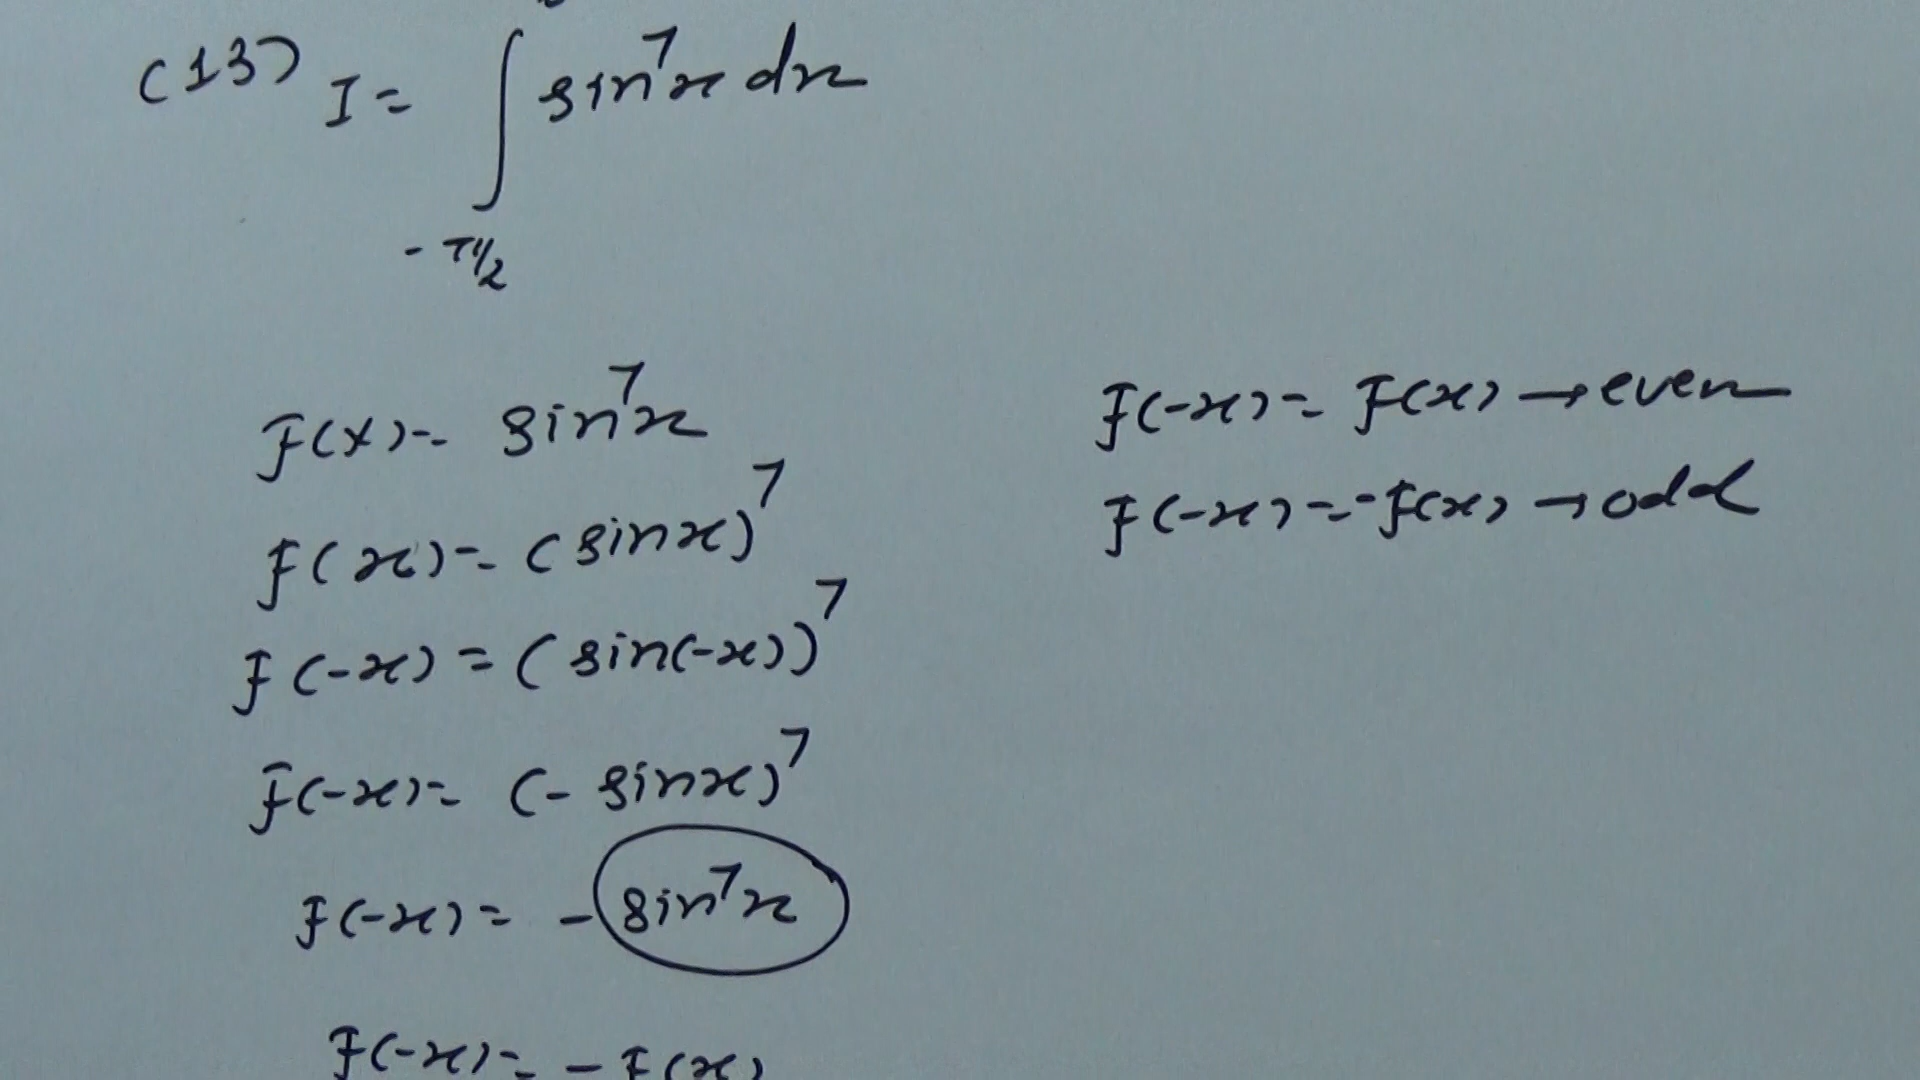 (13) I = ∫ sin⁷x dx
-π/2
f(x) = sin⁷x
f(-x) = f(x) → even
f(x) = (sinx)⁷
f(-x) = -f(x) → odd
f(-x) = (sin(-x))⁷
f(-x) = (- sinx)⁷
f(-x) = - sin⁷x
f(-x) = - f(x)